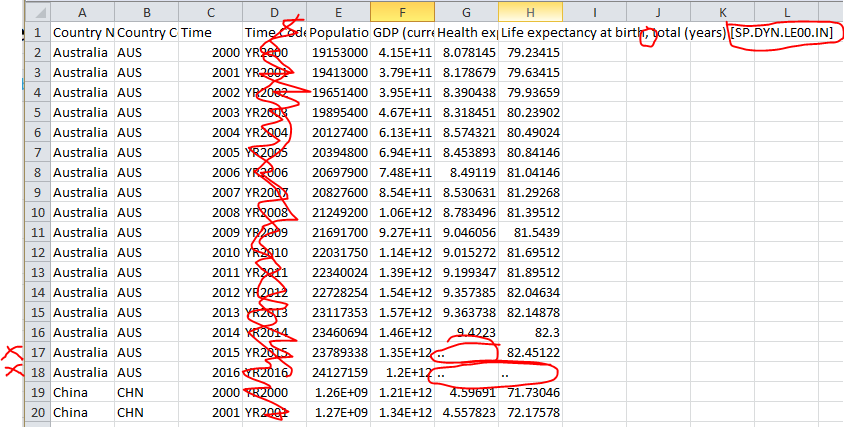 A B C D E F G H I J K L
1 Country N Country C Time Time Code Populatio GDP (curre Health exp Life expectancy at birth, total (years) [SP.DYN.LE00.IN]
2 Australia AUS 2000 YR2000 19153000 4.15E+11 8.078145 79.23415
3 Australia AUS 2001 YR2001 19413000 3.79E+11 8.178679 79.63415
4 Australia AUS 2002 YR2002 19651400 3.95E+11 8.390438 79.93659
5 Australia AUS 2003 YR2003 19895400 4.67E+11 8.318451 80.23902
6 Australia AUS 2004 YR2004 20127400 6.13E+11 8.574321 80.49024
7 Australia AUS 2005 YR2005 20394800 6.94E+11 8.453893 80.84146
8 Australia AUS 2006 YR2006 20697900 7.48E+11 8.49119 81.04146
9 Australia AUS 2007 YR2007 20827600 8.54E+11 8.530631 81.29268
10 Australia AUS 2008 YR2008 21249200 1.06E+12 8.783496 81.39512
11 Australia AUS 2009 YR2009 21691700 9.27E+11 9.046056 81.5439
12 Australia AUS 2010 YR2010 22031750 1.14E+12 9.015272 81.69512
13 Australia AUS 2011 YR2011 22340024 1.39E+12 9.199347 81.89512
14 Australia AUS 2012 YR2012 22728254 1.54E+12 9.357385 82.04634
15 Australia AUS 2013 YR2013 23117353 1.57E+12 9.363738 82.14878
16 Australia AUS 2014 YR2014 23460694 1.46E+12 9.4223 82.3
17 Australia AUS 2015 YR2015 23789338 1.35E+12 .. 82.45122
18 Australia AUS 2016 YR2016 24127159 1.2E+12 .. ..
19 China CHN 2000 YR2000 1.26E+09 1.21E+12 4.59691 71.73046
20 China CHN 2001 YR2001 1.27E+09 1.34E+12 4.557823 72.17578